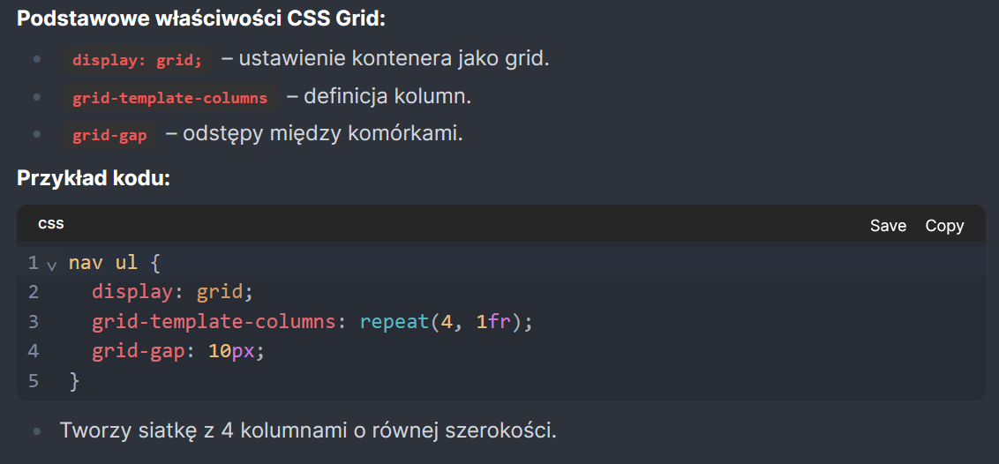 Podstawowe właściwości CSS Grid:
display: grid; – ustawienie kontenera jako grid.
grid-template-columns – definicja kolumn.
grid-gap – odstępy między komórkami.
Przykład kodu:
css Save Copy
1 nav ul {
2 display: grid;
3 grid-template-columns: repeat(4, 1fr);
4 grid-gap: 10px;
5 }
Tworzy siatkę z 4 kolumnami o równej szerokości.